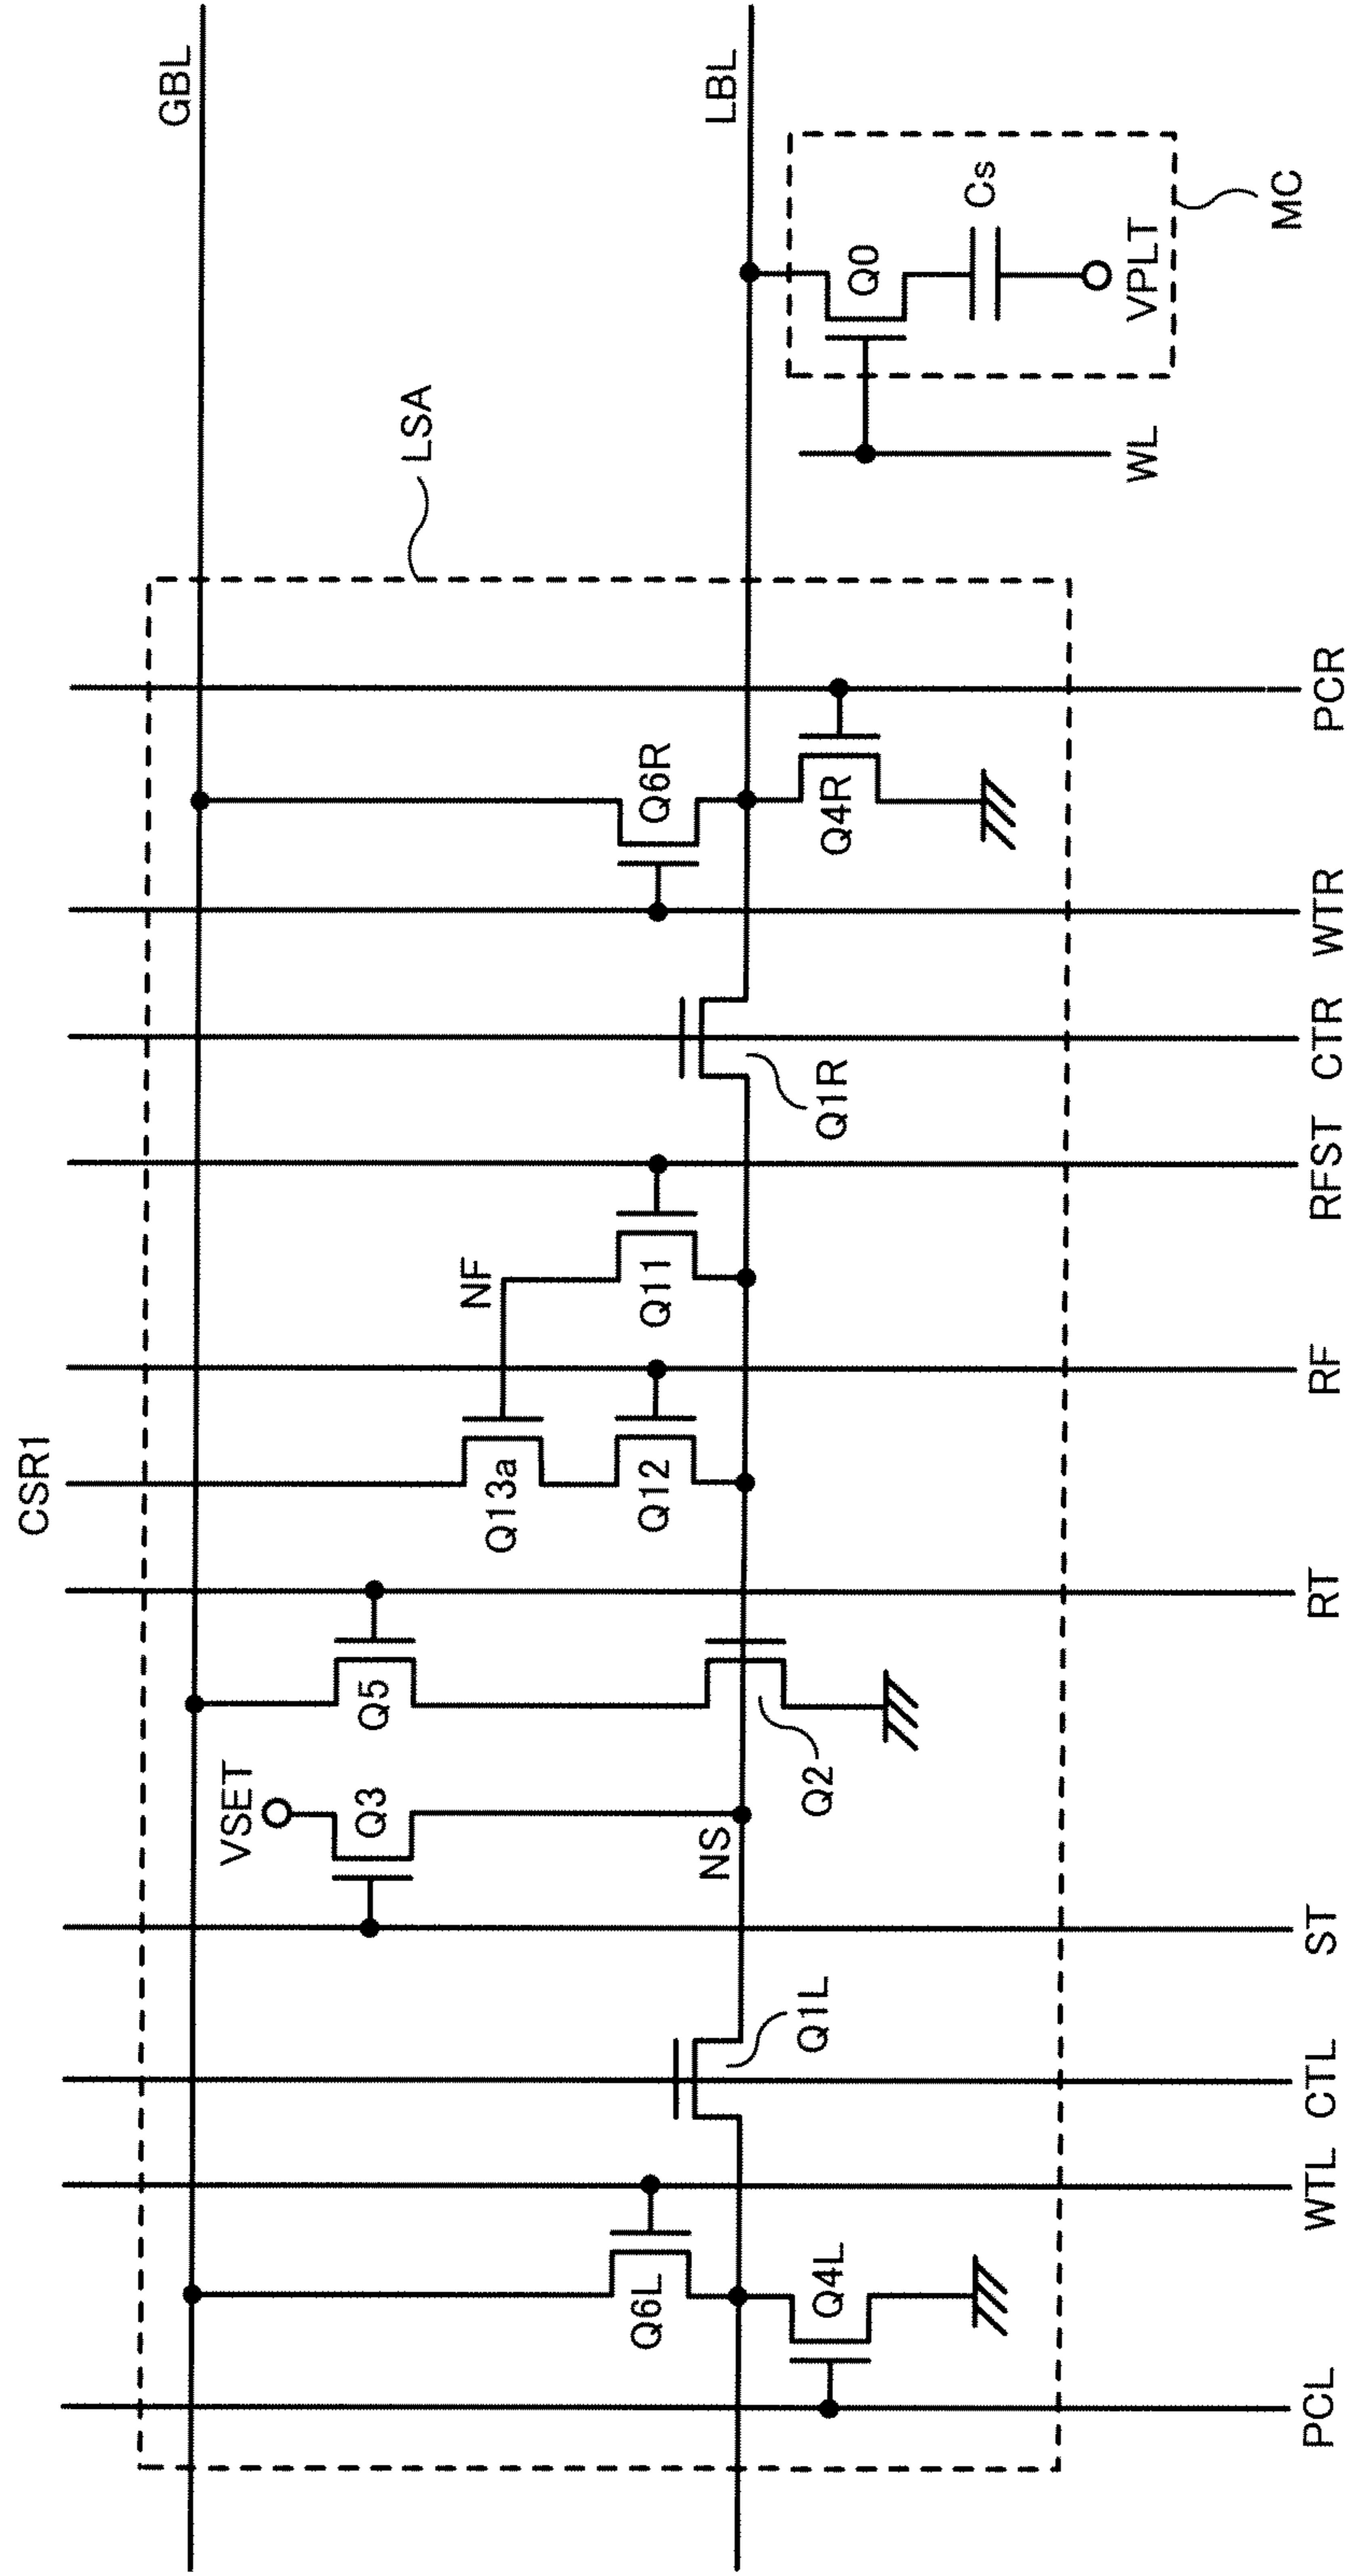 GBL
LBL
Cs
Q0
VPLT
MC
WL
LSA
PCR
Q6R
Q4R
WTR
CTR
Q1R
RFST
NF
Q11
RF
CSR1
Q13a
Q12
RT
Q5
Q2
VSET
Q3
NS
ST
Q1L
CTL
WTL
Q6L
Q4L
PCL